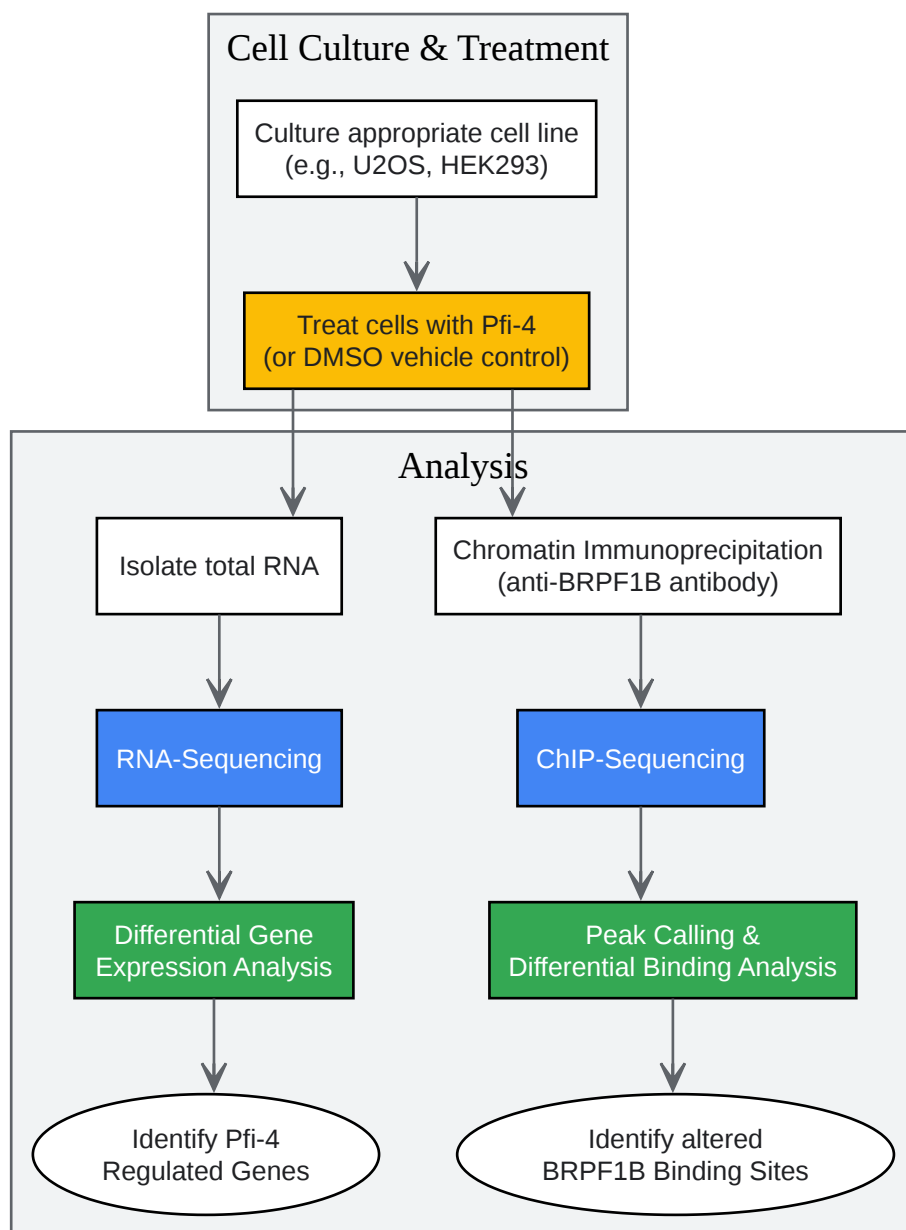 Cell Culture & Treatment
Culture appropriate cell line
(e.g., U2OS, HEK293)
Treat cells with Pfi-4
(or DMSO vehicle control)
Analysis
Isolate total RNA
Chromatin Immunoprecipitation
(anti-BRPF1B antibody)
RNA-Sequencing
ChIP-Sequencing
Differential Gene
Expression Analysis
Peak Calling &
Differential Binding Analysis
Identify Pfi-4
Regulated Genes
Identify altered
BRPF1B Binding Sites